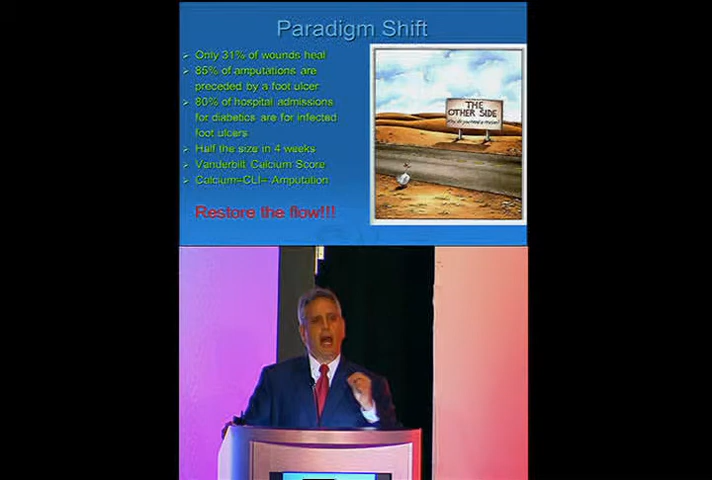 Paradigm Shift
Only 31% of wounds heal
85% of amputations are
preceded by a foot ulcer
80% of hospital admissions
for diabetics are for infected
foot ulcers
Half the size in 4 weeks
Vanderbilt Calcium Score
Calcium–CLI– Amputation
Restore the flow!!!
THE
OTHER SIDE